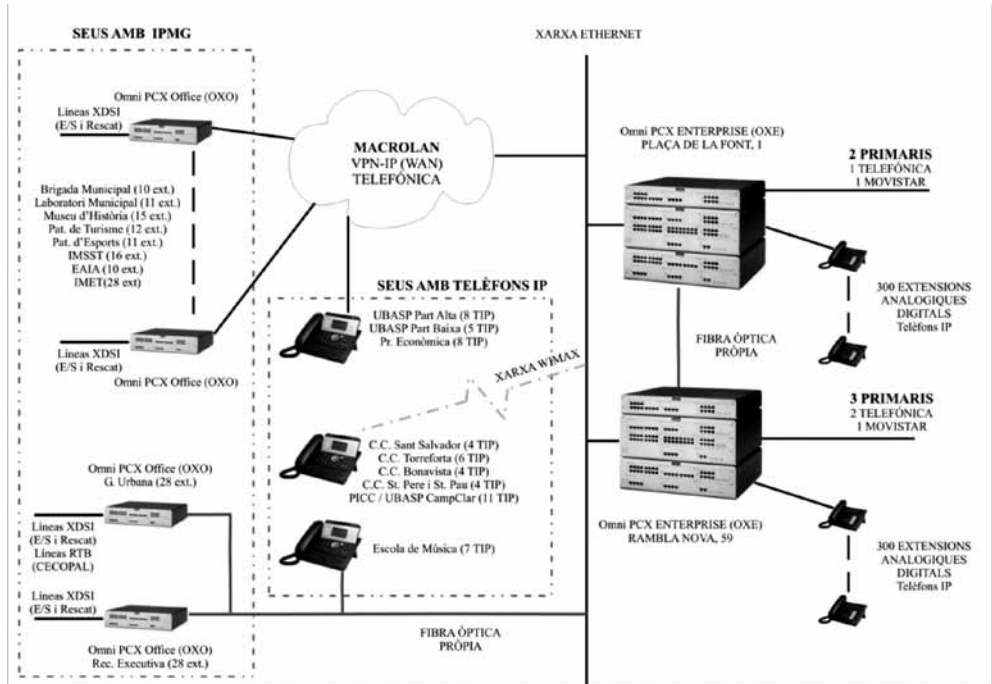 SEUS AMB IPMG
XARXA ETHERNET
Omni PCX Office (OXO)
Líneas XDSI
(E/S i Rescat)
Brigada Municipal (10 ext.)
Laboratori Municipal (11 ext.)
Museu d'Història (15 ext.)
Pat. de Turisme (12 ext.)
Pat. d'Esports (11 ext.)
IMSST (16 ext.)
EAIA (10 ext.)
IMET(28 ext)
Líneas XDSI
(E/S i Rescat)
Omni PCX Office (OXO)
MACROLAN
VPN-IP (WAN)
TELEFÓNICA
Omni PCX ENTERPRISE (OXE)
PLAÇA DE LA FONT, 1
2 PRIMARIS
1 TELEFÓNICA
1 MOVISTAR
300 EXTENSIONS
ANALOGIQUES
DIGITALS
Telèfons IP
SEUS AMB TELÈFONS IP
UBASP Part Alta (8 TIP)
UBASP Part Baixa (5 TIP)
Pr. Econòmica (8 TIP)
XARXA WIMAX
FIBRA ÒPTICA
PRÒPIA
C.C. Sant Salvador (4 TIP)
C.C. Torreforta (6 TIP)
C.C. Bonavista (4 TIP)
C.C. St. Pere i St. Pau (4 TIP)
PICC / UBASP CampClar (11 TIP)
Escola de Música (7 TIP)
3 PRIMARIS
2 TELEFÓNICA
1 MOVISTAR
Omni PCX ENTERPRISE (OXE)
RAMBLA NOVA, 59
300 EXTENSIONS
ANALOGIQUES
DIGITALS
Telèfons IP
Omni PCX Office (OXO)
G. Urbana (28 ext.)
Líneas XDSI
(E/S i Rescat)
Líneas RTB
(CECOPAL)
Líneas XDSI
(E/S i Rescat)
Omni PCX Office (OXO)
Rec. Executiva (28 ext.)
FIBRA ÒPTICA
PRÒPIA